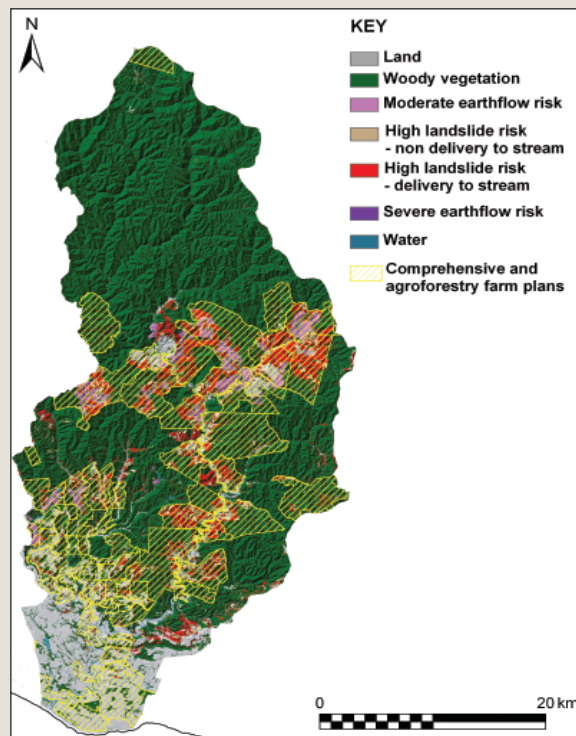 N
KEY
Land
Woody vegetation
Moderate earthflow risk
High landslide risk
- non delivery to stream
High landslide risk
- delivery to stream
Severe earthflow risk
Water
Comprehensive and
agroforestry farm plans
0 20 km